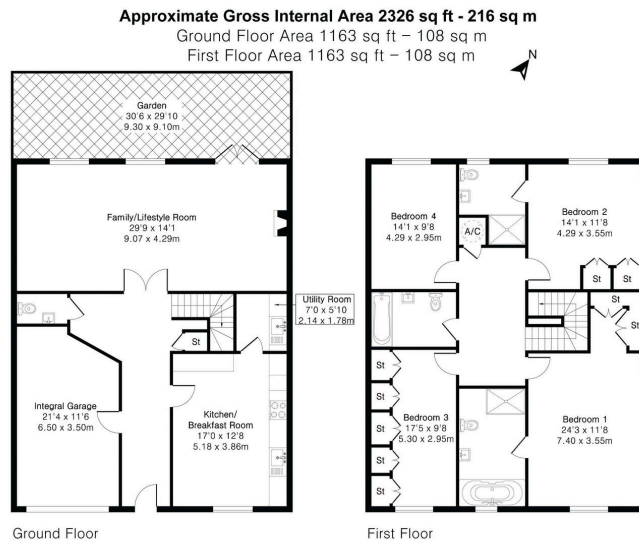 Approximate Gross Internal Area 2326 sq ft - 216 sq m
Ground Floor Area 1163 sq ft – 108 sq m
First Floor Area 1163 sq ft – 108 sq m
N
Garden
30'6 x 29'10
9.30 x 9.10m
Family/Lifestyle Room
29'9 x 14'1
9.07 x 4.29m
Utility Room
7'0 x 5'10
2.14 x 1.78m
St
Integral Garage
21'4 x 11'6
6.50 x 3.50m
Kitchen/
Breakfast Room
17'0 x 12'8
5.18 x 3.86m
Ground Floor
Bedroom 4
14'1 x 9'8
4.29 x 2.95m
A/C
Bedroom 2
14'1 x 11'8
4.29 x 3.55m
St
St
St
St
St
St
St
St
St
Bedroom 3
17'5 x 9'8
5.30 x 2.95m
Bedroom 1
24'3 x 11'8
7.40 x 3.55m
First Floor